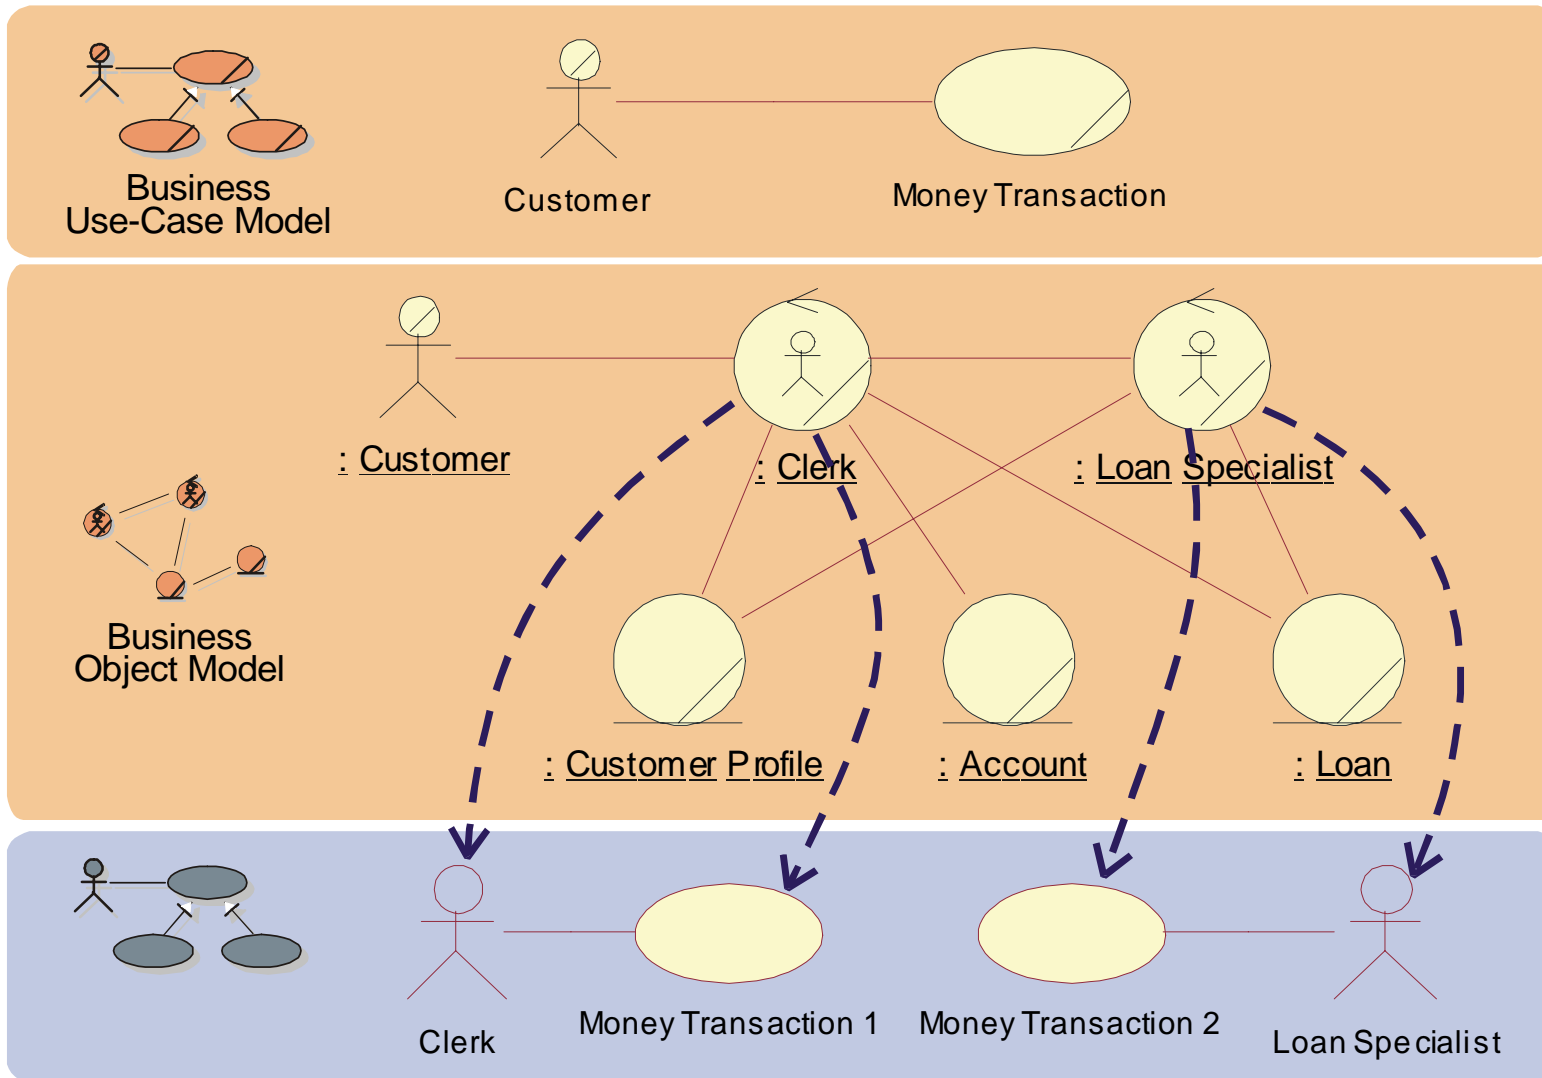 Business
Use-Case Model
Customer
Money Transaction
: Customer
: Clerk
: Loan Specialist
Business
Object Model
: Customer Profile
: Account
: Loan
Clerk
Money Transaction 1
Money Transaction 2
Loan Specialist